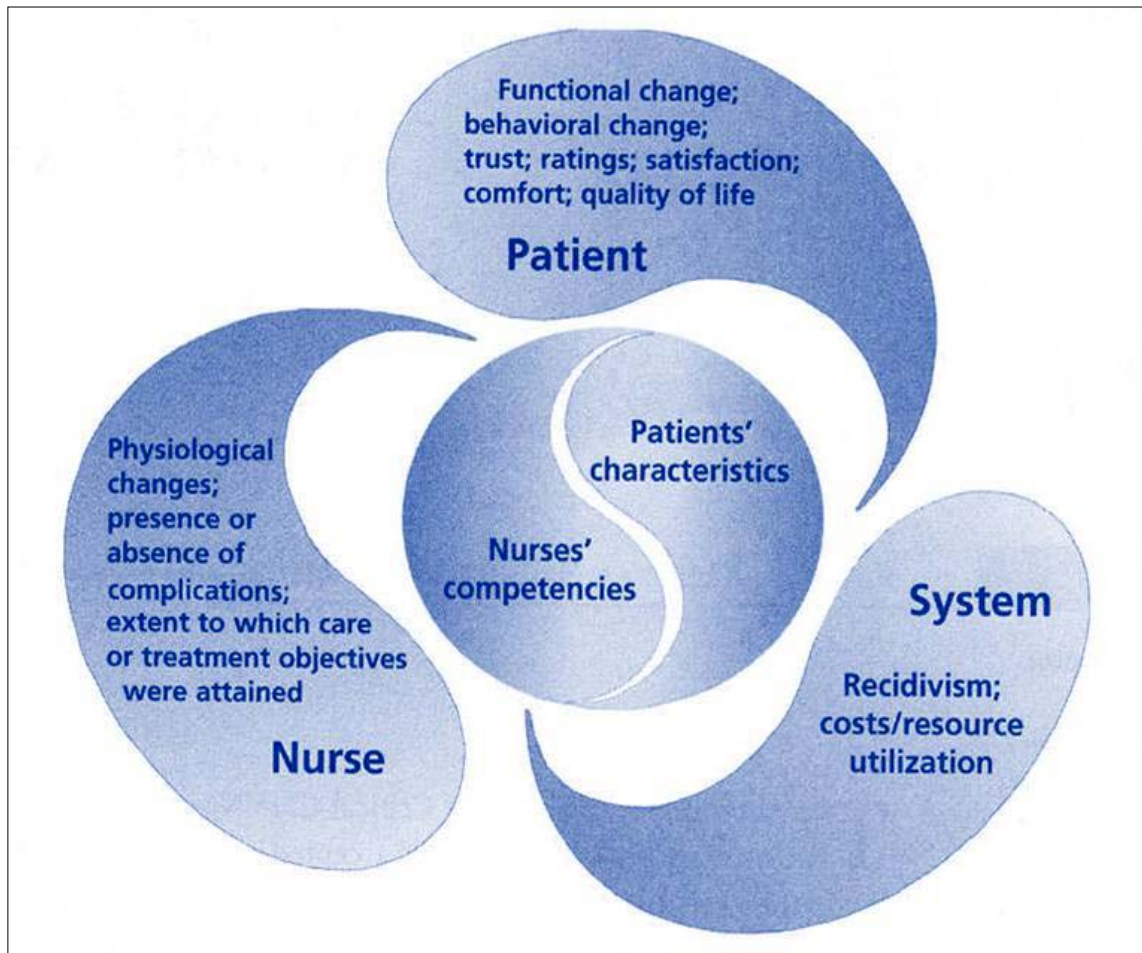 Functional change;
behavioral change;
trust; ratings; satisfaction;
comfort; quality of life
Patient
Patients’
characteristics
Nurses’
competencies
Physiological
changes;
presence or
absence of
complications;
extent to which care
or treatment objectives
were attained
Nurse
System
Recidivism;
costs/resource
utilization